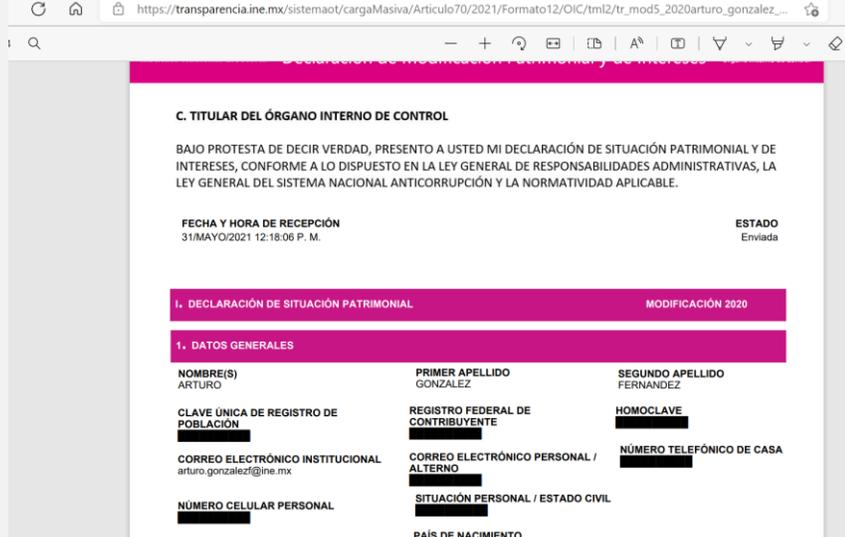 https://transparencia.ine.mx/sistemaot/cargaMasiva/Articulo70/2021/Formato12/OIC/tml2/tr_mod5_2020arturo_gonzalez_...
Declaración de Modificación Patrimonial y de Intereses
C. TITULAR DEL ÓRGANO INTERNO DE CONTROL
BAJO PROTESTA DE DECIR VERDAD, PRESENTO A USTED MI DECLARACIÓN DE SITUACIÓN PATRIMONIAL Y DE
INTERESES, CONFORME A LO DISPUESTO EN LA LEY GENERAL DE RESPONSABILIDADES ADMINISTRATIVAS, LA
LEY GENERAL DEL SISTEMA NACIONAL ANTICORRUPCIÓN Y LA NORMATIVIDAD APLICABLE.
FECHA Y HORA DE RECEPCIÓN ESTADO
31/MAYO/2021 12:18:06 P. M. Enviada
I. DECLARACIÓN DE SITUACIÓN PATRIMONIAL MODIFICACIÓN 2020
1. DATOS GENERALES
NOMBRE(S) PRIMER APELLIDO SEGUNDO APELLIDO
ARTURO GONZALEZ FERNANDEZ
CLAVE ÚNICA DE REGISTRO DE REGISTRO FEDERAL DE HOMOCLAVE
POBLACIÓN CONTRIBUYENTE
CORREO ELECTRÓNICO INSTITUCIONAL CORREO ELECTRÓNICO PERSONAL / NÚMERO TELEFÓNICO DE CASA
arturo.gonzalezf@ine.mx ALTERNO
NÚMERO CELULAR PERSONAL SITUACIÓN PERSONAL / ESTADO CIVIL
PAÍS DE NACIMIENTO